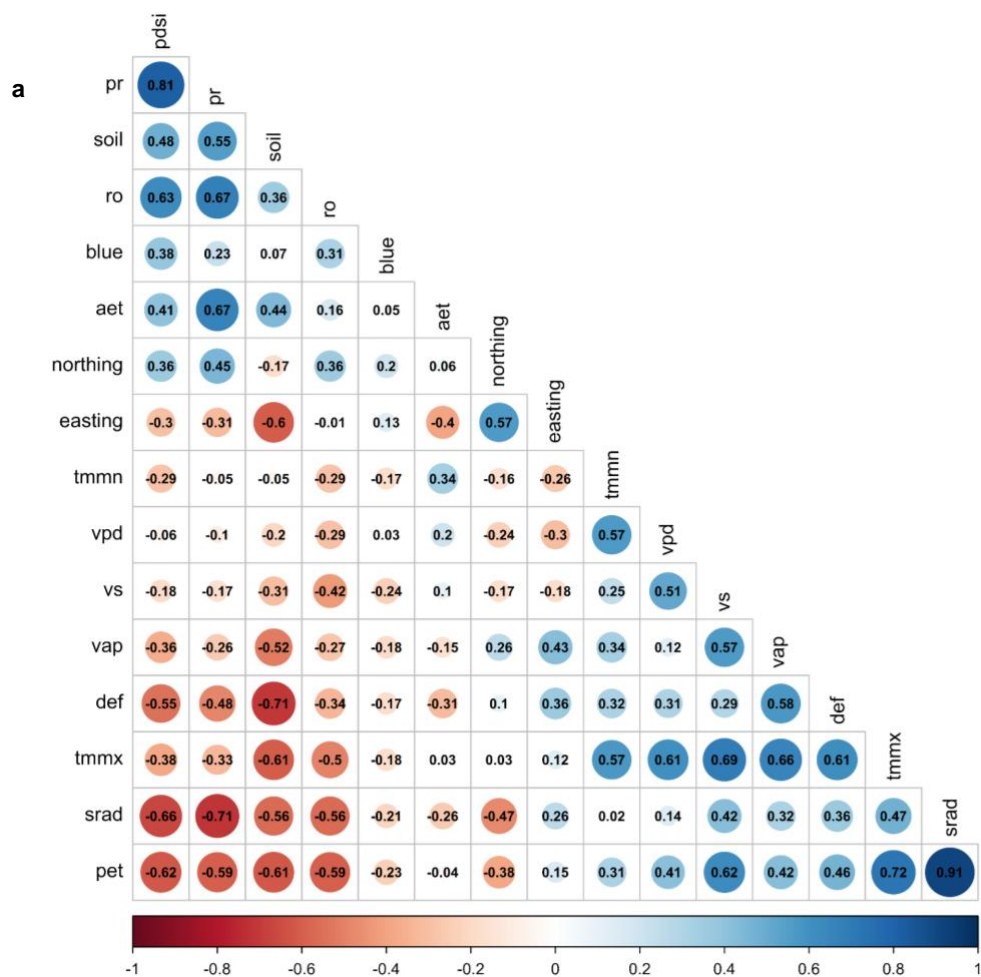 pdsi
a
pr 0.81 pr
soil 0.48 0.55 soil
ro 0.63 0.67 0.36 ro
blue 0.38 0.23 0.07 0.31 blue
aet 0.41 0.67 0.44 0.16 0.05 aet
northing 0.36 0.45 -0.17 0.36 0.2 0.06 northing
easting -0.3 -0.31 -0.6 -0.01 0.13 -0.4 0.57 easting
tmmn -0.29 -0.05 -0.05 -0.29 -0.17 0.34 -0.16 -0.26 tmmn
vpd -0.06 -0.1 -0.2 -0.29 0.03 0.2 -0.24 -0.3 0.57 vpd
vs -0.18 -0.17 -0.31 -0.42 -0.24 0.1 -0.17 -0.18 0.25 0.51 vs
vap -0.36 -0.26 -0.52 -0.27 -0.18 -0.15 0.26 0.43 0.34 0.12 0.57 vap
def -0.55 -0.48 -0.71 -0.34 -0.17 -0.31 0.1 0.36 0.32 0.31 0.29 0.58 def
tmmx -0.38 -0.33 -0.61 -0.5 -0.18 0.03 0.03 0.12 0.57 0.61 0.69 0.66 0.61 tmmx
srad -0.66 -0.71 -0.56 -0.56 -0.21 -0.26 -0.47 0.26 0.02 0.14 0.42 0.32 0.36 0.47 srad
pet -0.62 -0.59 -0.61 -0.59 -0.23 -0.04 -0.38 0.15 0.31 0.41 0.62 0.42 0.46 0.72 0.91
-1 -0.8 -0.6 -0.4 -0.2 0 0.2 0.4 0.6 0.8 1